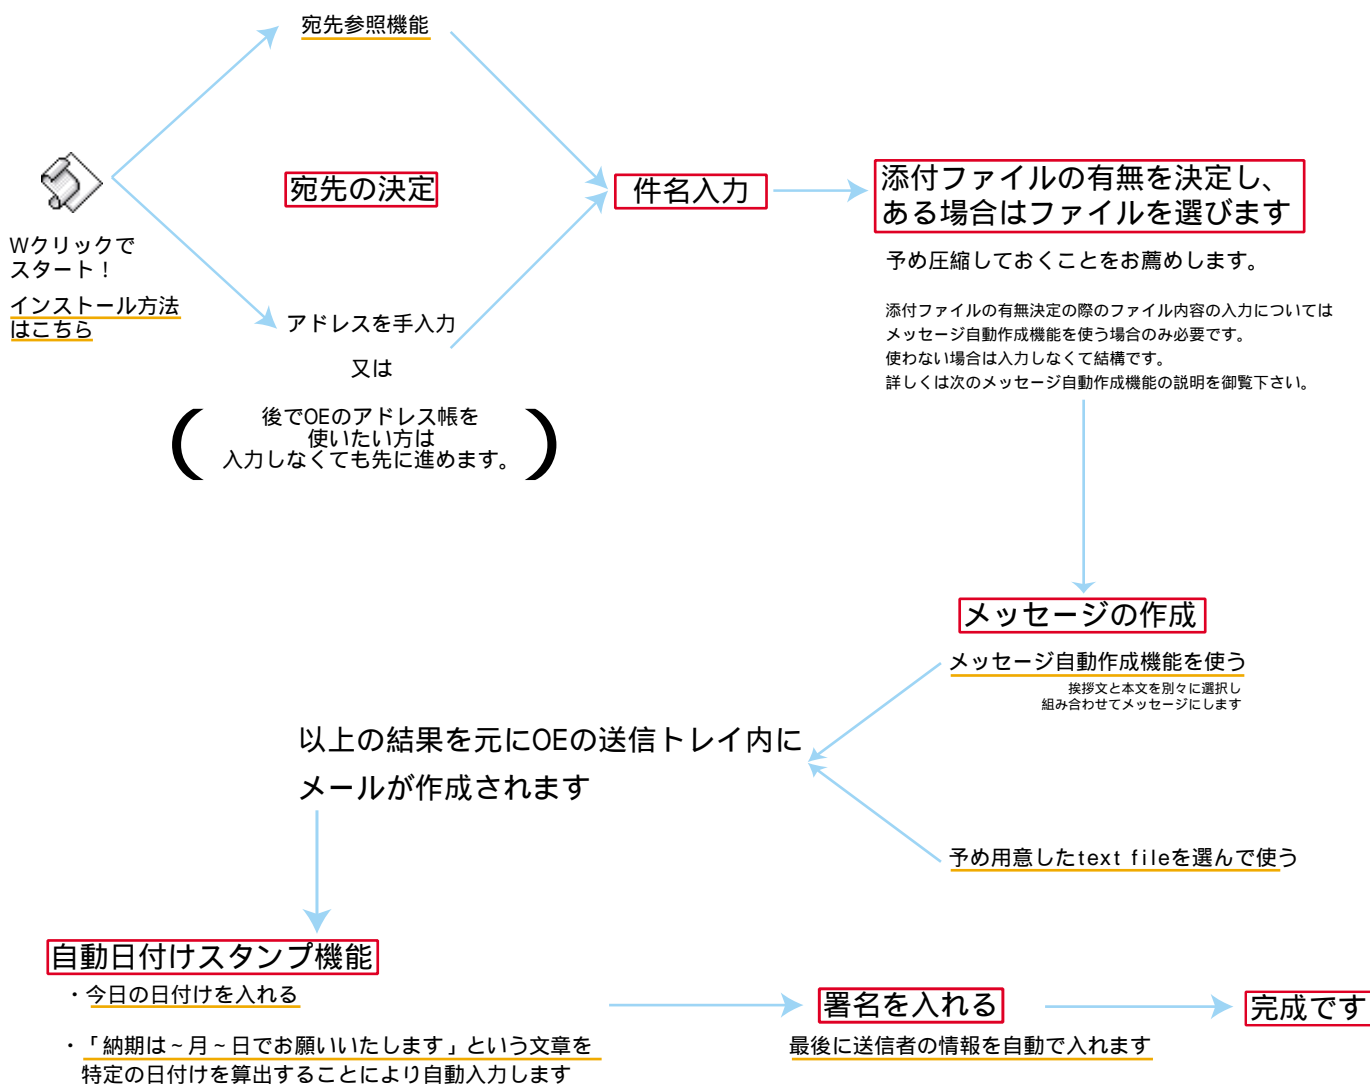 宛先参照機能
Wクリックで
スタート！
インストール方法
はこちら
宛先の決定
アドレスを手入力
又は
( 後でOEのアドレス帳を
使いたい方は
入力しなくても先に進めます。 )
件名入力
添付ファイルの有無を決定し、
ある場合はファイルを選びます
予め圧縮しておくことをお薦めします。
添付ファイルの有無決定の際のファイル内容の入力については
メッセージ自動作成機能を使う場合のみ必要です。
使わない場合は入力しなくて結構です。
詳しくは次のメッセージ自動作成機能の説明を御覧下さい。
メッセージの作成
メッセージ自動作成機能を使う
挨拶文と本文を別々に選択し
組み合わせてメッセージにします
予め用意したtext fileを選んで使う
以上の結果を元にOEの送信トレイ内に
メールが作成されます
自動日付けスタンプ機能
・今日の日付けを入れる
・「納期は~月~日でお願いいたします」という文章を
特定の日付けを算出することにより自動入力します
署名を入れる
最後に送信者の情報を自動で入れます
完成です